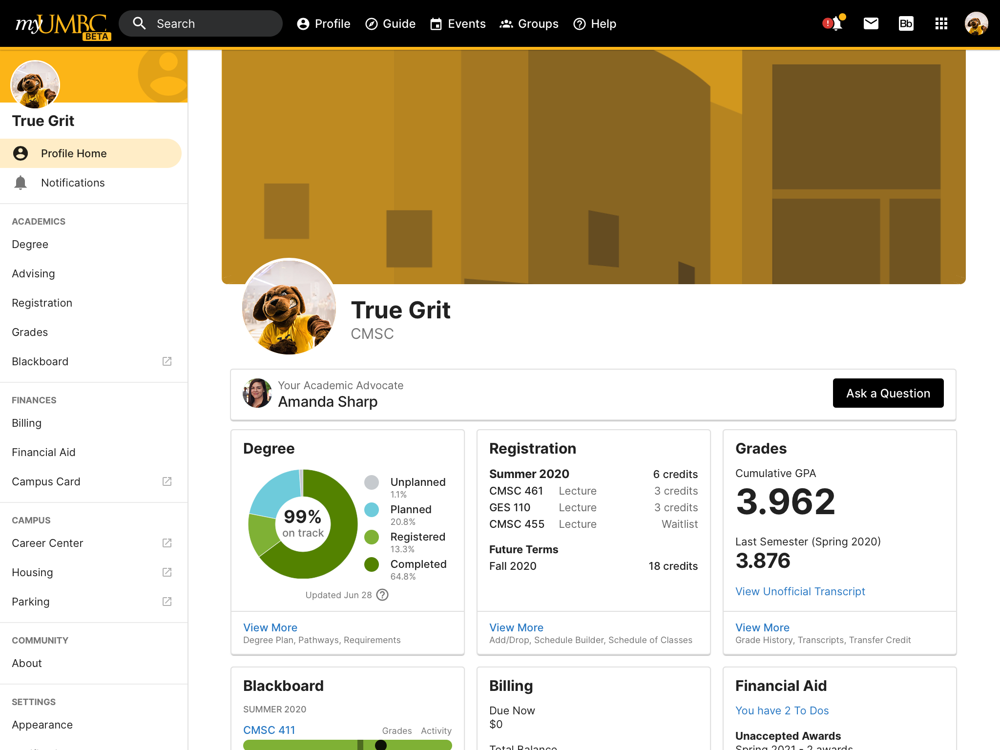 myUMBC
BETA
Search
Profile
Guide
Events
Groups
Help
!
Bb
True Grit
Profile Home
Notifications
ACADEMICS
Degree
Advising
Registration
Grades
Blackboard
FINANCES
Billing
Financial Aid
Campus Card
CAMPUS
Career Center
Housing
Parking
COMMUNITY
About
SETTINGS
Appearance
True Grit
CMSC
Your Academic Advocate
Amanda Sharp
Ask a Question
Degree
99%
on track
Unplanned
1.1%
Planned
20.8%
Registered
13.3%
Completed
64.8%
Updated Jun 28 ?
View More
Degree Plan, Pathways, Requirements
Registration
Summer 2020 6 credits
CMSC 461 Lecture 3 credits
GES 110 Lecture 3 credits
CMSC 455 Lecture Waitlist
Future Terms
Fall 2020 18 credits
View More
Add/Drop, Schedule Builder, Schedule of Classes
Grades
Cumulative GPA
3.962
Last Semester (Spring 2020)
3.876
View Unofficial Transcript
View More
Grade History, Transcripts, Transfer Credit
Blackboard
SUMMER 2020
CMSC 411 Grades Activity
Billing
Due Now
$0
Total Balance
Financial Aid
You have 2 To Dos
Unaccepted Awards
Spring 2021 - 2 awards